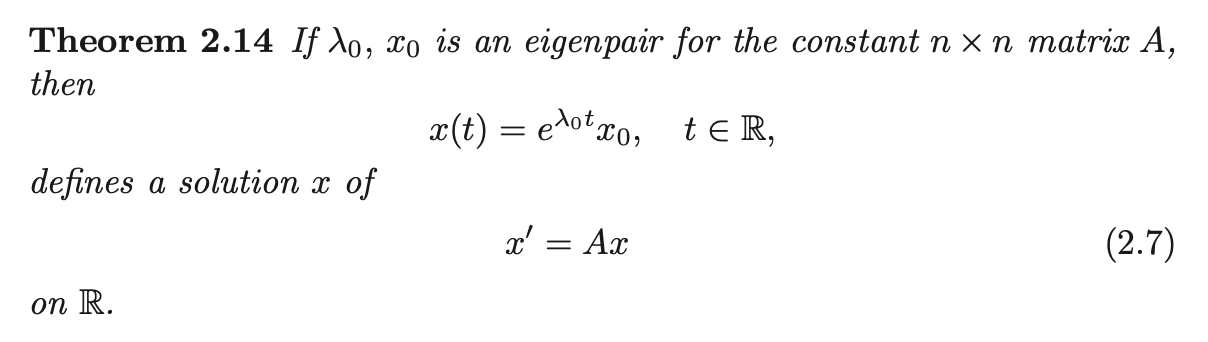 Theorem 2.14 If λ₀, x₀ is an eigenpair for the constant n × n matrix A,
then
x(t) = e^{λ₀t}x₀, t ∈ ℝ,
defines a solution x of
x′ = Ax (2.7)
on ℝ.